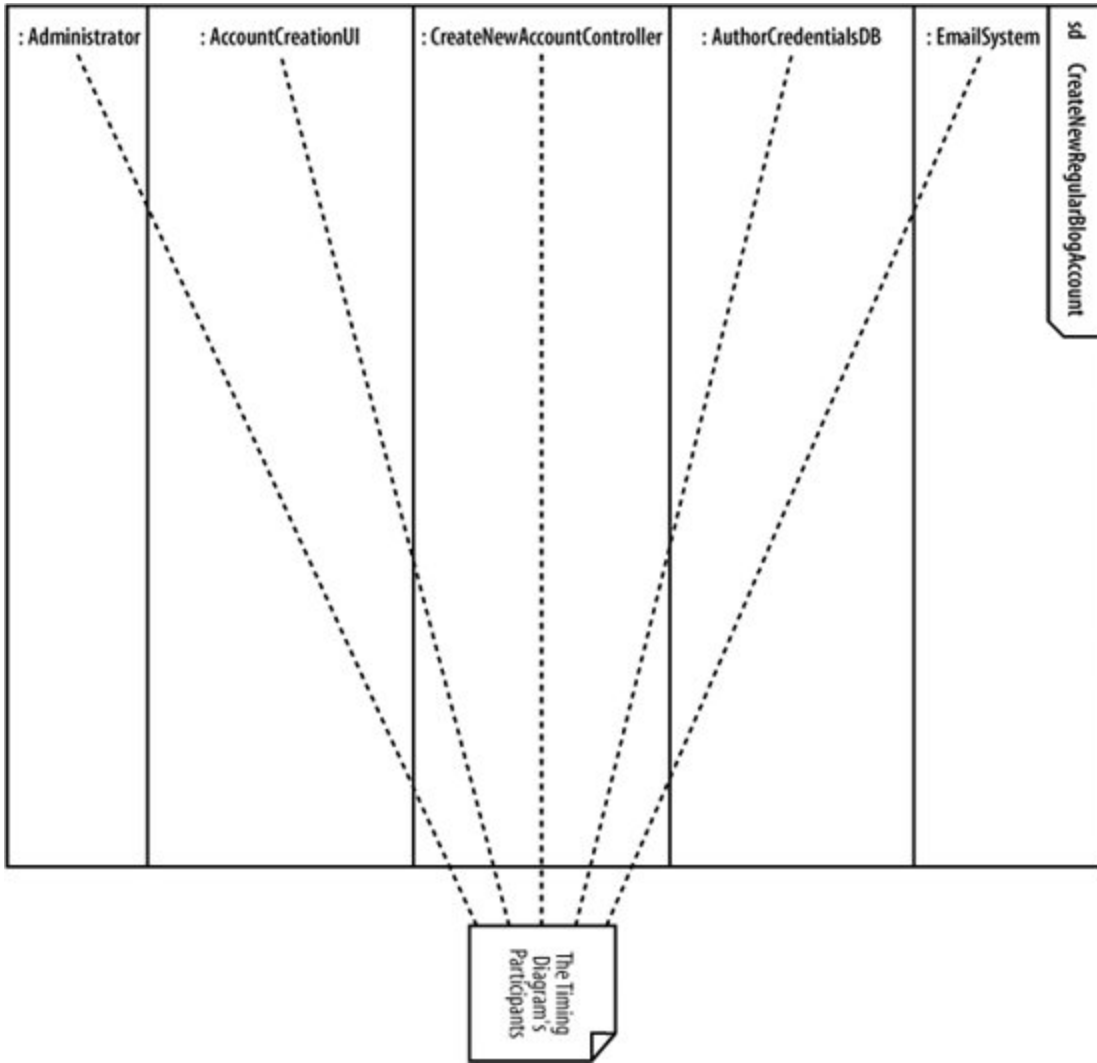 sd CreateNewRegularBlogAccount
: Administrator
: AccountCreationUI
: CreateNewAccountController
: AuthorCredentialsDB
: EmailSystem
The Timing
Diagram's
Participants